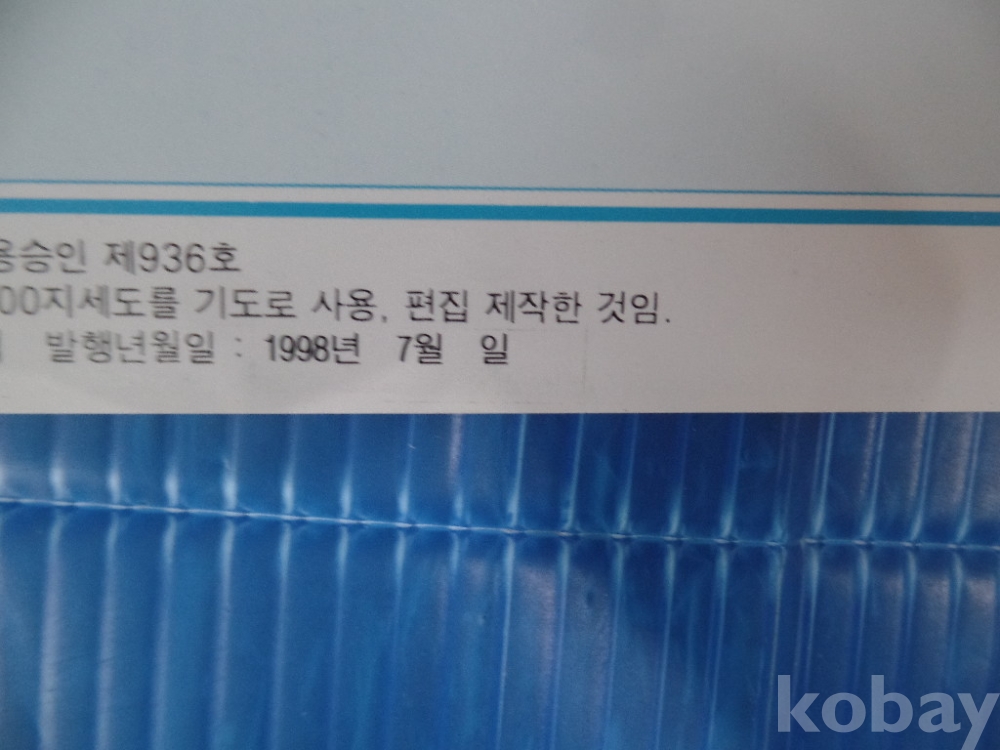 용승인 제936호
00지세도를 기도로 사용, 편집 제작한 것임.
발행년월일 : 1998년 7월 일
kobay